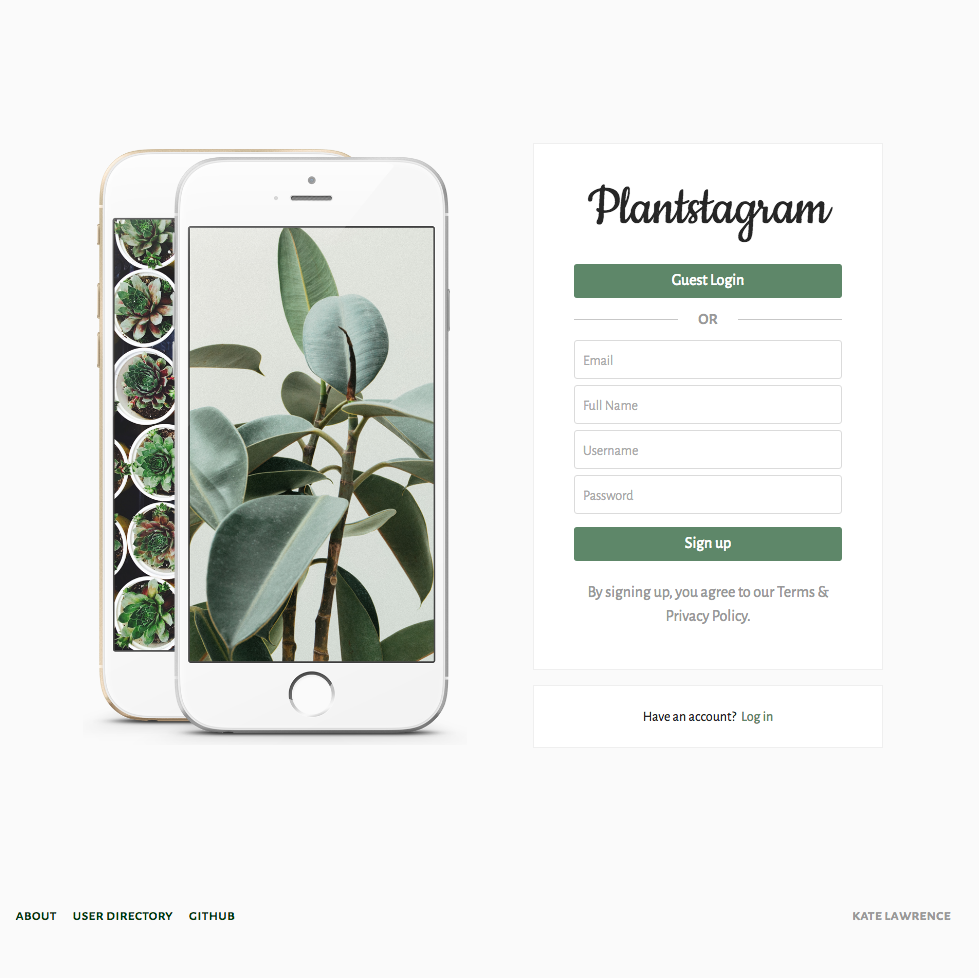 Plantstagram
Guest Login
OR
Email
Full Name
Username
Password
Sign up
By signing up, you agree to our Terms &
Privacy Policy.
Have an account? Log in
ABOUT USER DIRECTORY GITHUB
KATE LAWRENCE